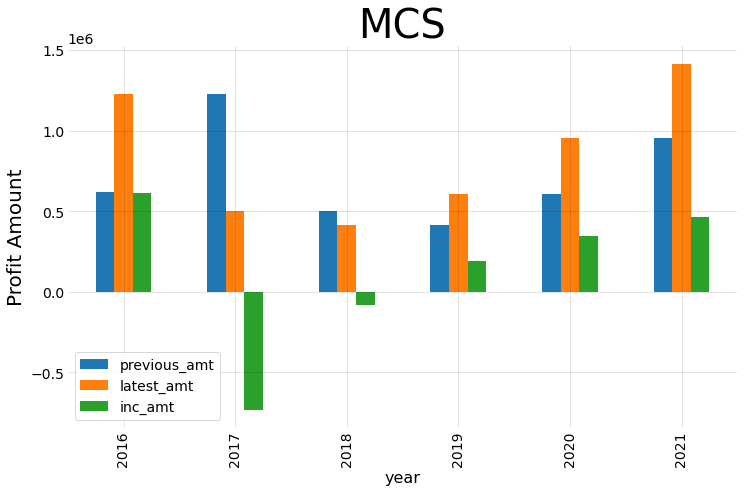 MCS
1e6
1.5
1.0
0.5
0.0
−0.5
Profit Amount
previous_amt
latest_amt
inc_amt
2016
2017
2018
2019
2020
2021
year